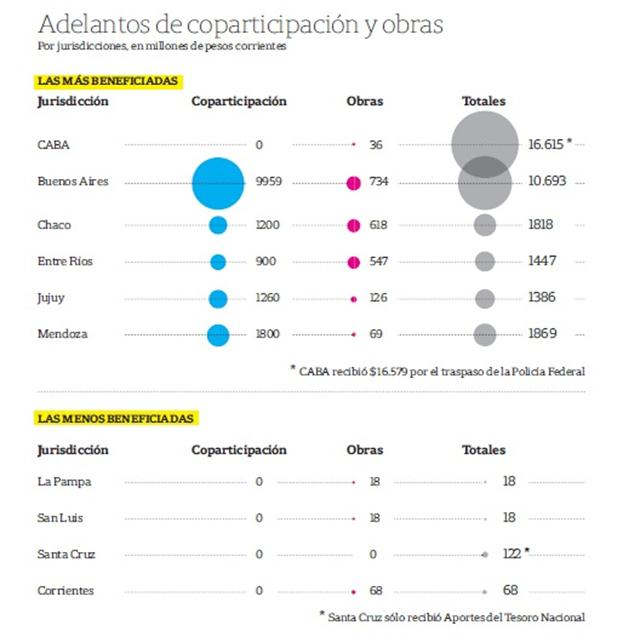 Adelantos de coparticipación y obras
Por jurisdicciones, en millones de pesos corrientes
LAS MÁS BENEFICIADAS
Jurisdicción Coparticipación Obras Totales
CABA 0 36 16.615 *
Buenos Aires 9959 734 10.693
Chaco 1200 618 1818
Entre Ríos 900 547 1447
Jujuy 1260 126 1386
Mendoza 1800 69 1869
* CABA recibió $16.579 por el traspaso de la Policía Federal
LAS MENOS BENEFICIADAS
Jurisdicción Coparticipación Obras Totales
La Pampa 0 18 18
San Luis 0 18 18
Santa Cruz 0 0 122 *
Corrientes 0 68 68
* Santa Cruz sólo recibió Aportes del Tesoro Nacional